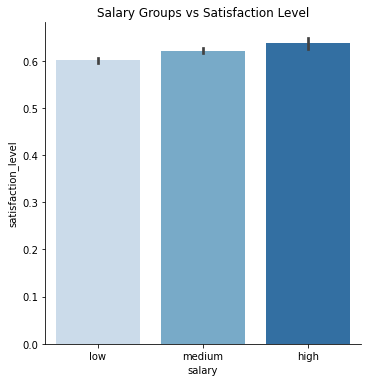 Salary Groups vs Satisfaction Level
satisfaction_level
0.6
0.5
0.4
0.3
0.2
0.1
0.0
low medium high
salary